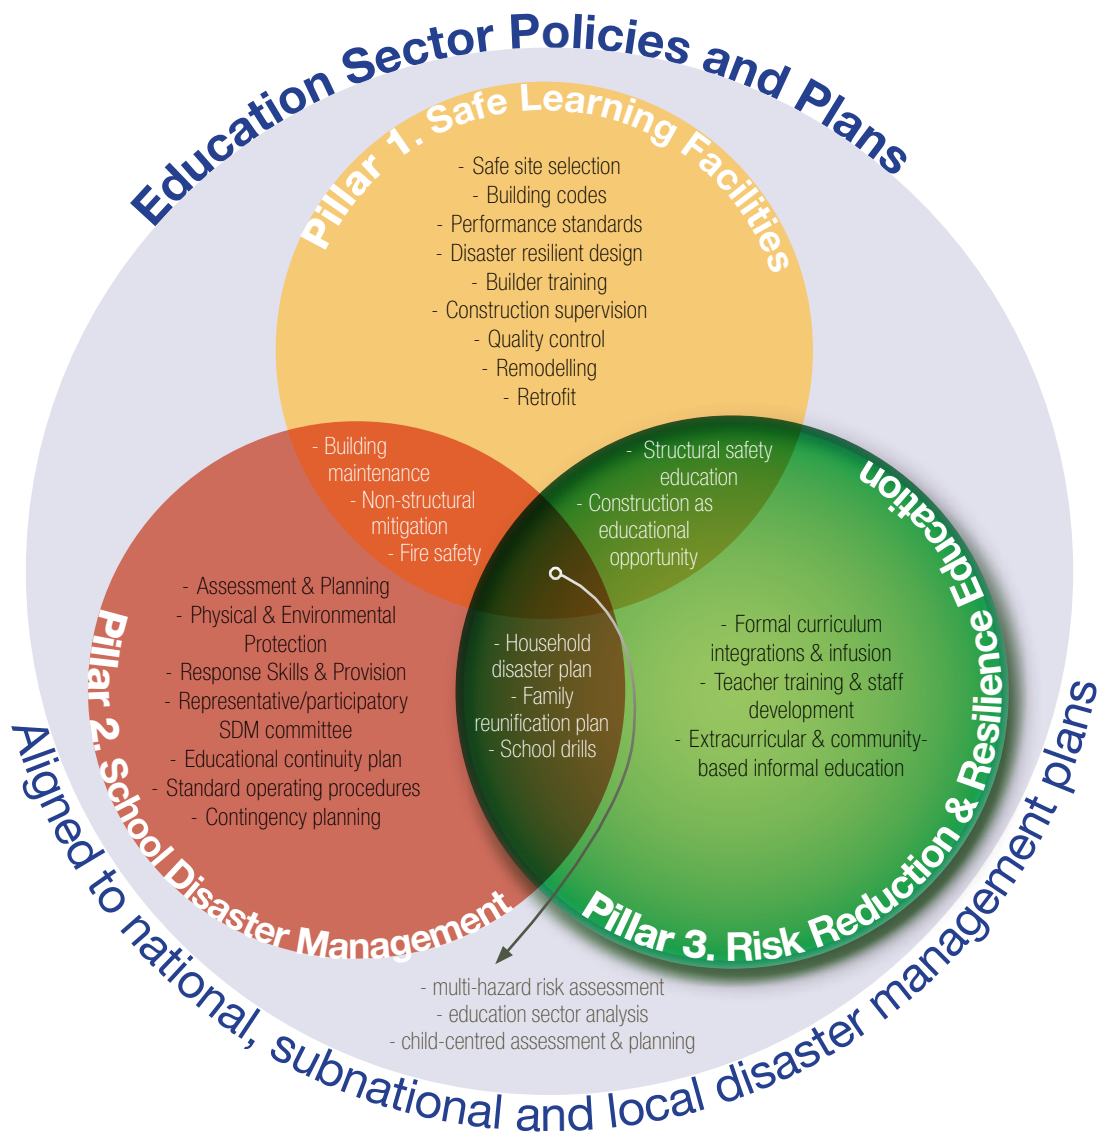 Education Sector Policies and Plans
Pillar 1. Safe Learning Facilities
- Safe site selection
- Building codes
- Performance standards
- Disaster resilient design
- Builder training
- Construction supervision
- Quality control
- Remodelling
- Retrofit
- Building
maintenance
- Non-structural
mitigation
- Fire safety
- Structural safety
education
- Construction as
educational
opportunity
Pillar 2. School Disaster Management
- Assessment & Planning
- Physical & Environmental
Protection
- Response Skills & Provision
- Representative/participatory
SDM committee
- Educational continuity plan
- Standard operating procedures
- Contingency planning
- Household
disaster plan
- Family
reunification plan
- School drills
Pillar 3. Risk Reduction & Resilience Education
- Formal curriculum
integrations & infusion
- Teacher training & staff
development
- Extracurricular & community-
based informal education
- multi-hazard risk assessment
- education sector analysis
- child-centred assessment & planning
Aligned to national, subnational and local disaster management plans